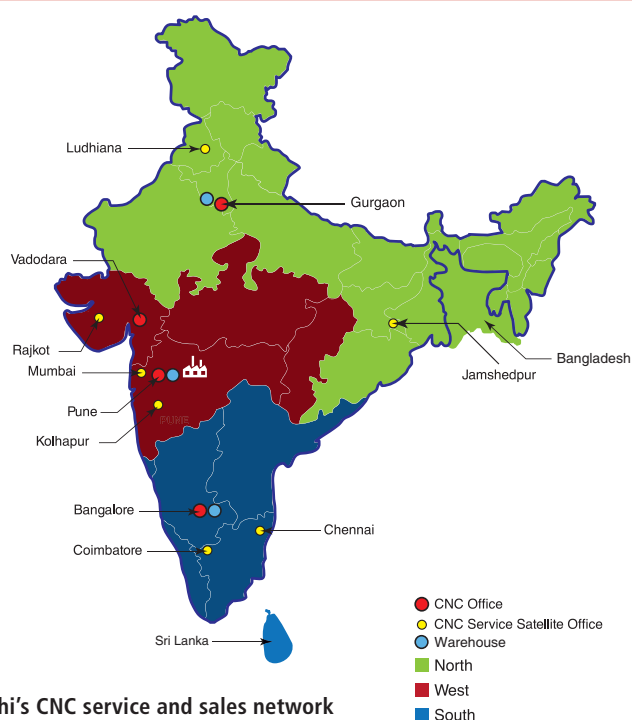 Ludhiana
Gurgaon
Vadodara
Rajkot
Bangladesh
Mumbai
Jamshedpur
Pune
PUNE
Kolhapur
Bangalore
Chennai
Coimbatore
Sri Lanka
CNC Office
CNC Service Satellite Office
Warehouse
North
West
South
hi's CNC service and sales network